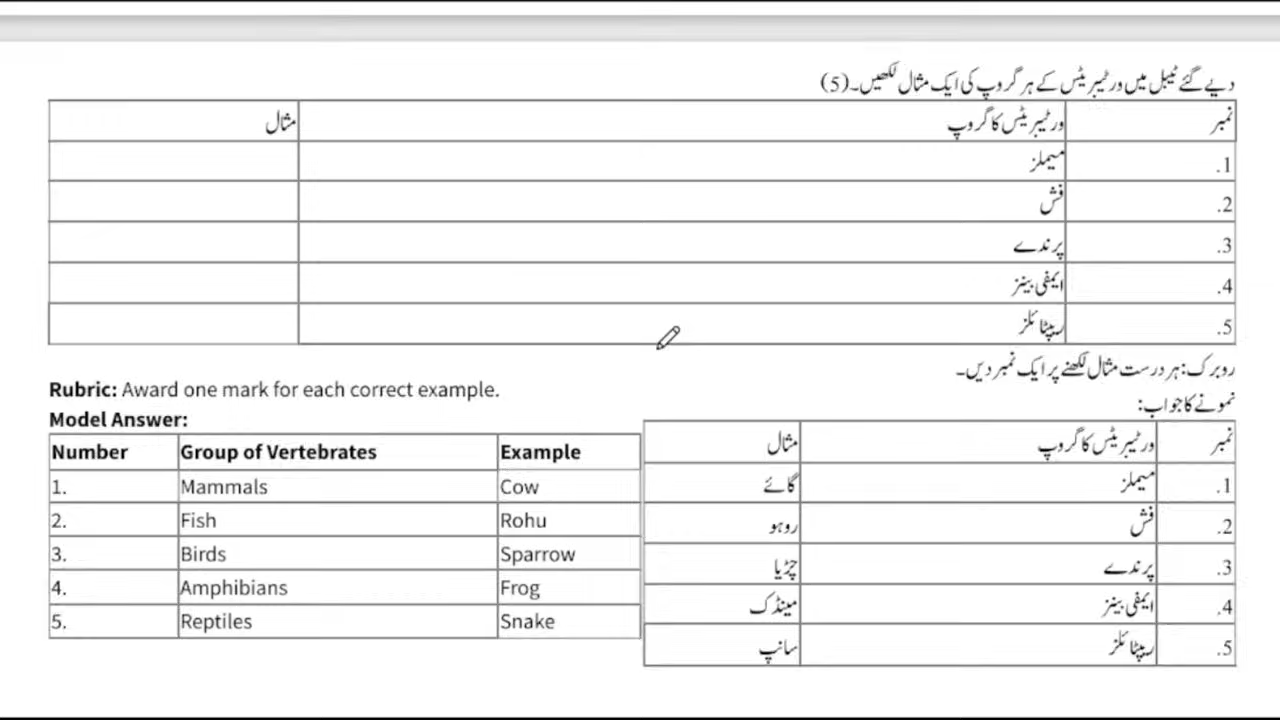 دیے گئے ٹیبل میں ورٹیبریٹس کے ہر گروپ کی ایک مثال لکھیں۔(5)
نمبر ورٹیبریٹس کا گروپ مثال
1. میملز
2. فش
3. پرندے
4. ایمفی بینز
5. ریپٹائلز
روبرک: ہر درست مثال لکھنے پر ایک نمبر دیں۔
نمونے کا جواب:
نمبر ورٹیبریٹس کا گروپ مثال
1. میملز گائے
2. فش روہو
3. پرندے چڑیا
4. ایمفی بینز مینڈک
5. ریپٹائلز سانپ
Rubric: Award one mark for each correct example.
Model Answer:
Number Group of Vertebrates Example
1. Mammals Cow
2. Fish Rohu
3. Birds Sparrow
4. Amphibians Frog
5. Reptiles Snake